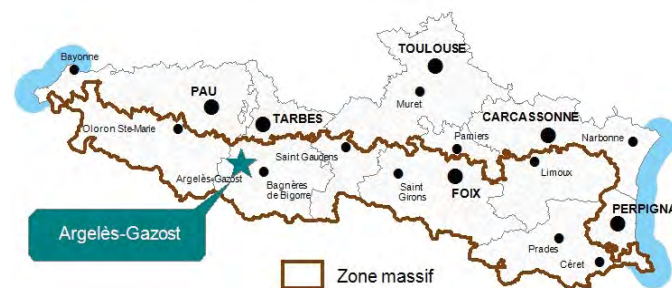 Bayonne
TOULOUSE
PAU
Muret
TARBES
CARCASSONNE
Oloron Ste-Marie
Pamiers
Narbonne
Saint Gaudens
Limoux
Argelès-Gazost
Bagnères
de Bigorre
Saint
Girons
FOIX
PERPIGNA
Argelès-Gazost
Prades
Céret
Zone massif